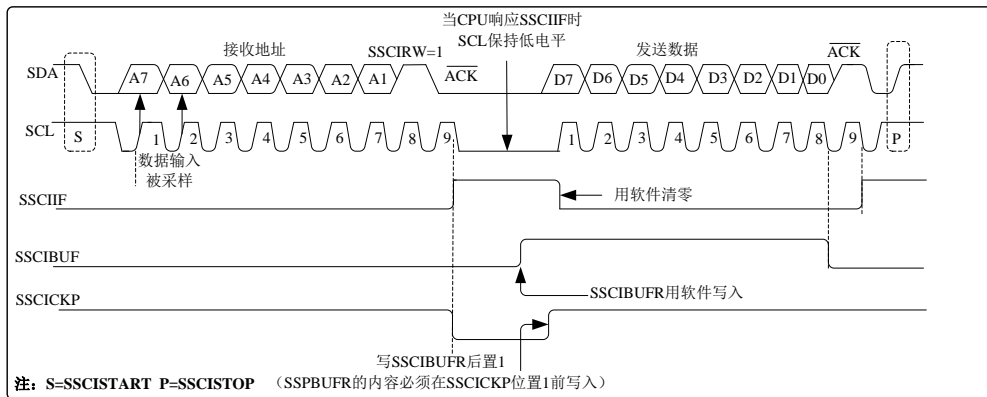 当CPU响应SSCIIF时
SCL保持低电平
接收地址 SSCIRW=1 发送数据 ACK
SDA A7 A6 A5 A4 A3 A2 A1 ACK D7 D6 D5 D4 D3 D2 D1 D0
SCL S 1 2 3 4 5 6 7 8 9 1 2 3 4 5 6 7 8 9 P
数据输入
被采样
SSCIIF 用软件清零
SSCIBUF
SSCIBUFR用软件写入
SSCICKP
写SSCIBUFR后置1
注：S=SSCISTART P=SSCISTOP （SSPBUFR的内容必须在SSCICKP位置1前写入）